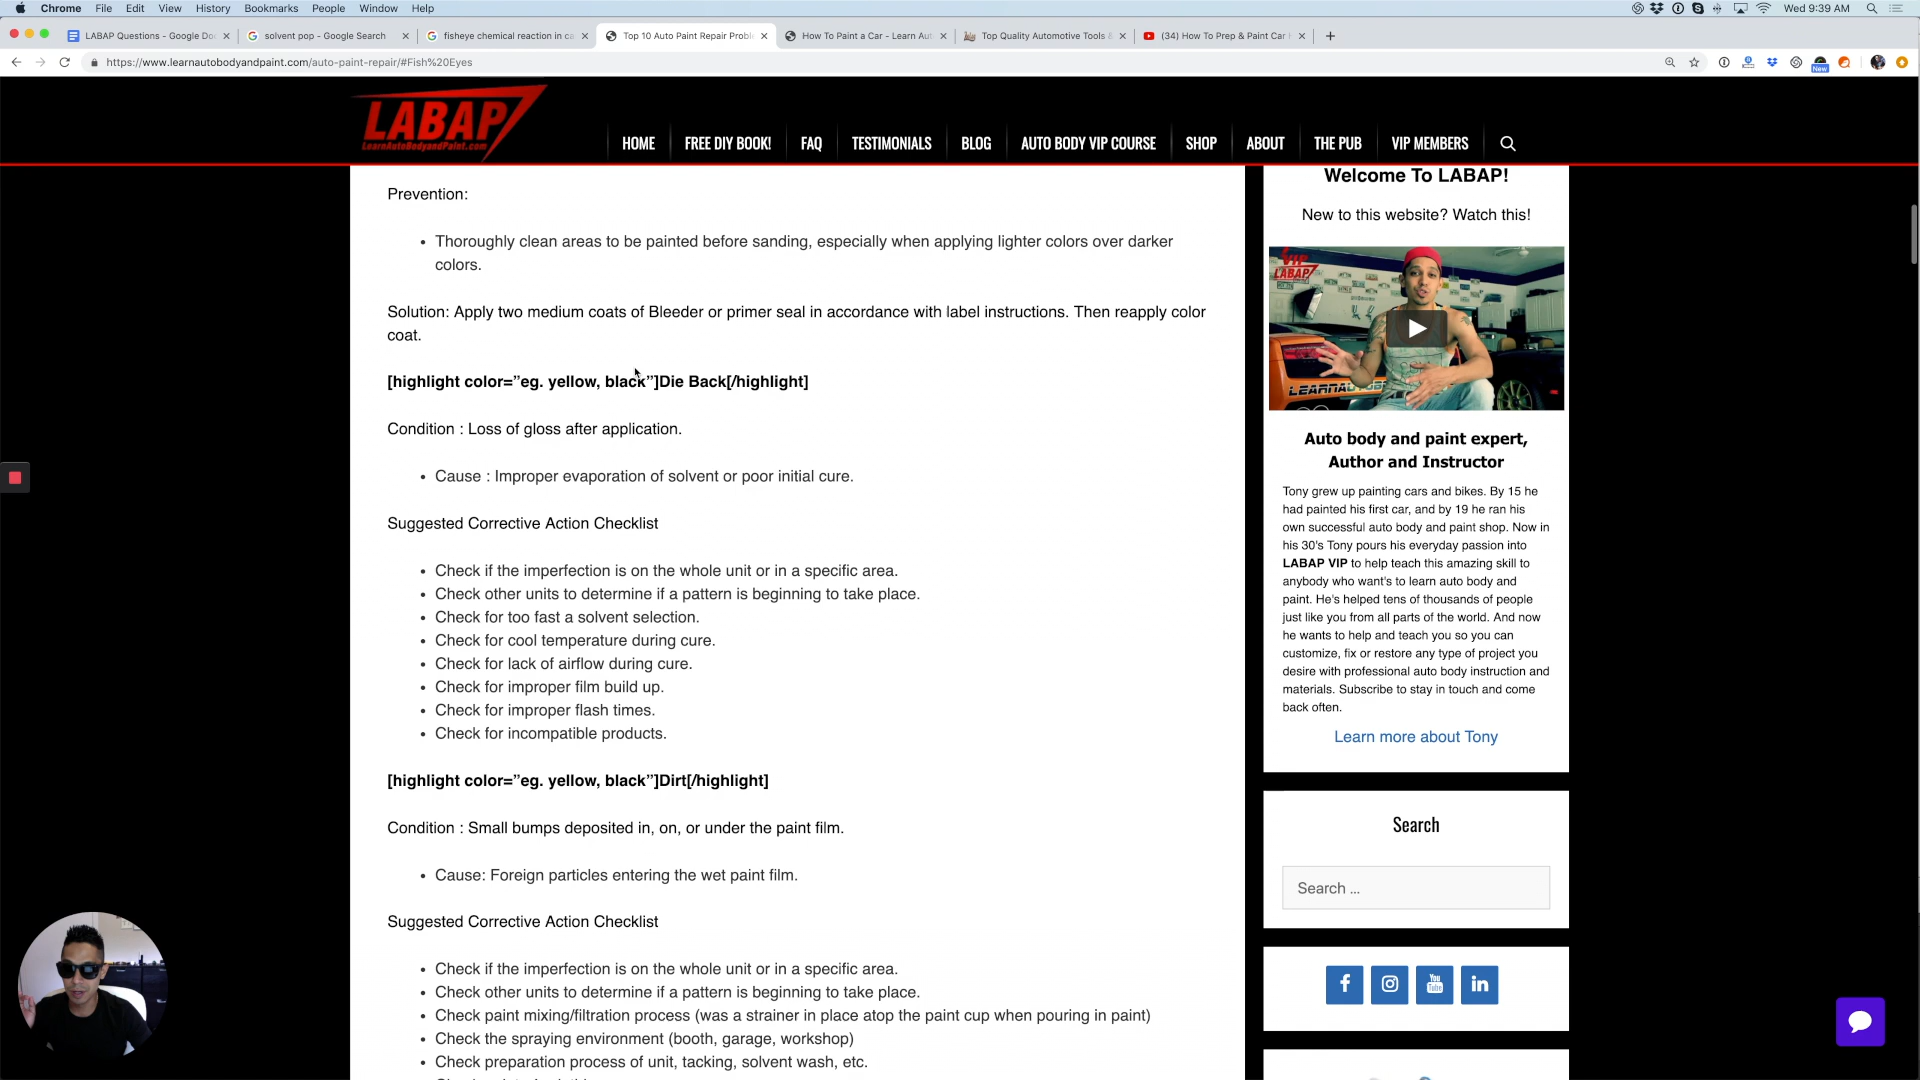 Chrome File Edit View History Bookmarks People Window Help Wed 9:39 AM
LABAP Questions - Google Do
solvent pop - Google Search
fisheye chemical reaction in ca
Top 10 Auto Paint Repair Probl
How To Paint a Car - Learn Aut
Top Quality Automotive Tools &
(34) How To Prep & Paint Car
https://www.learnautobodyandpaint.com/auto-paint-repair/#Fish%20Eyes
New
LABAP
LearnAutoBodyandPaint.com
HOME FREE DIY BOOK! FAQ TESTIMONIALS BLOG AUTO BODY VIP COURSE SHOP ABOUT THE PUB VIP MEMBERS
Prevention:
• Thoroughly clean areas to be painted before sanding, especially when applying lighter colors over darker
colors.
Solution: Apply two medium coats of Bleeder or primer seal in accordance with label instructions. Then reapply color
coat.
[highlight color=”eg. yellow, black”]Die Back[/highlight]
Condition : Loss of gloss after application.
• Cause : Improper evaporation of solvent or poor initial cure.
Suggested Corrective Action Checklist
• Check if the imperfection is on the whole unit or in a specific area.
• Check other units to determine if a pattern is beginning to take place.
• Check for too fast a solvent selection.
• Check for cool temperature during cure.
• Check for lack of airflow during cure.
• Check for improper film build up.
• Check for improper flash times.
• Check for incompatible products.
[highlight color=”eg. yellow, black”]Dirt[/highlight]
Condition : Small bumps deposited in, on, or under the paint film.
• Cause: Foreign particles entering the wet paint film.
Suggested Corrective Action Checklist
• Check if the imperfection is on the whole unit or in a specific area.
• Check other units to determine if a pattern is beginning to take place.
• Check paint mixing/filtration process (was a strainer in place atop the paint cup when pouring in paint)
• Check the spraying environment (booth, garage, workshop)
• Check preparation process of unit, tacking, solvent wash, etc.
Welcome To LABAP!
New to this website? Watch this!
VIP
LABAP
Auto body and paint expert,
Author and Instructor
Tony grew up painting cars and bikes. By 15 he
had painted his first car, and by 19 he ran his
own successful auto body and paint shop. Now in
his 30's Tony pours his everyday passion into
LABAP VIP to help teach this amazing skill to
anybody who want's to learn auto body and
paint. He's helped tens of thousands of people
just like you from all parts of the world. And now
he wants to help and teach you so you can
customize, fix or restore any type of project you
desire with professional auto body instruction and
materials. Subscribe to stay in touch and come
back often.
Learn more about Tony
Search
Search ...
You
Tube